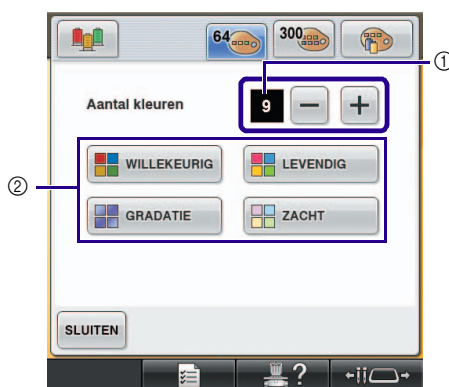 64 300
①
Aantal kleuren 9 − +
②
WILLEKEURIG LEVENDIG
GRADATIE ZACHT
SLUITEN
?